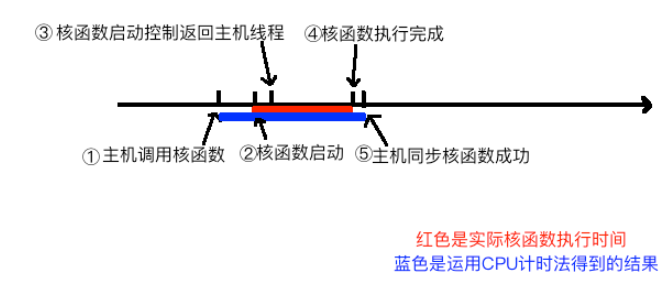 ③ 核函数启动控制返回主机线程 ④核函数执行完成
① 主机调用核函数 ②核函数启动 ⑤主机同步核函数成功
红色是实际核函数执行时间
蓝色是运用CPU计时法得到的结果